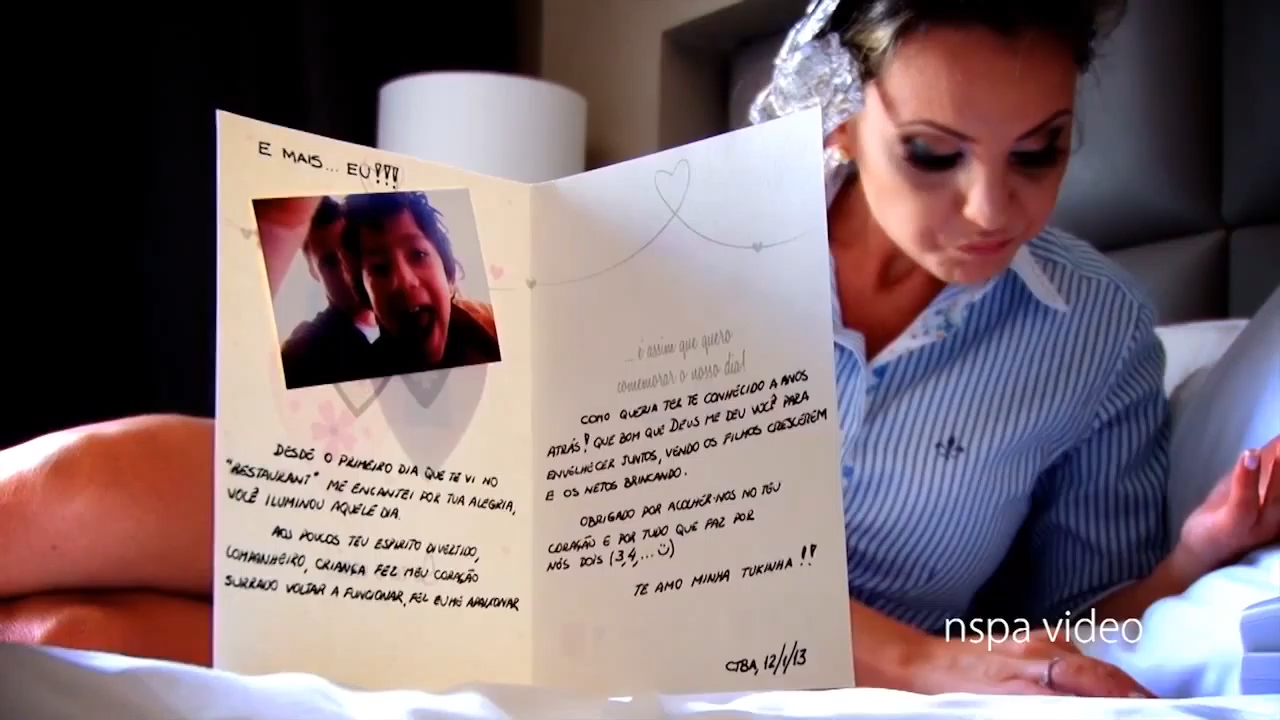 E MAIS... EU!!!
DESDE O PRIMEIRO DIA QUE TE VI NO
"RESTAURANT" ME ENCANTEI POR TUA ALEGRIA,
VOCÊ ILUMINOU AQUELE DIA.
AOS POUCOS TEU ESPIRITO DIVERTIDO,
COMPANHEIRO, CRIANÇA FEZ MEU CORAÇÃO
SURRADO VOLTAR A FUNCIONAR, FEZ EU ME APAIXONAR
...é assim que quero
comemorar o nosso dia!
COMO QUERIA TER TE CONHECIDO A ANOS
ATRÁS! QUE BOM QUE DEUS ME DEU VOCÊ PARA
ENVELHECER JUNTOS, VENDO OS FILHOS CRESCEREM
E OS NETOS BRINCANDO.
OBRIGADO POR ACOLHER-NOS NO TEU
CORAÇÃO E POR TUDO QUE FAZ POR
NÓS DOIS (3,4,... ü)
TE AMO MINHA TUKINHA !!
CTBA, 12/1/13
nspa video